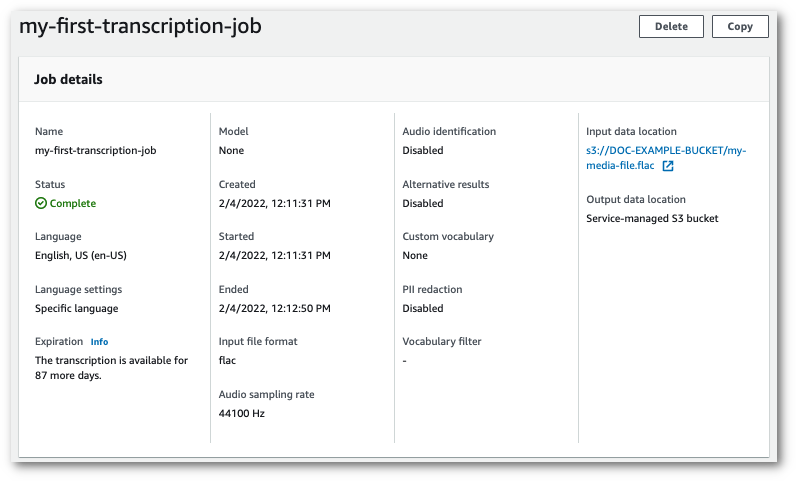 my-first-transcription-job
Delete
Copy
Job details
Name
my-first-transcription-job
Status
Complete
Language
English, US (en-US)
Language settings
Specific language
Expiration Info
The transcription is available for
87 more days.
Model
None
Created
2/4/2022, 12:11:31 PM
Started
2/4/2022, 12:11:31 PM
Ended
2/4/2022, 12:12:50 PM
Input file format
flac
Audio sampling rate
44100 Hz
Audio identification
Disabled
Alternative results
Disabled
Custom vocabulary
None
PII redaction
Disabled
Vocabulary filter
-
Input data location
s3://DOC-EXAMPLE-BUCKET/my-
media-file.flac
Output data location
Service-managed S3 bucket